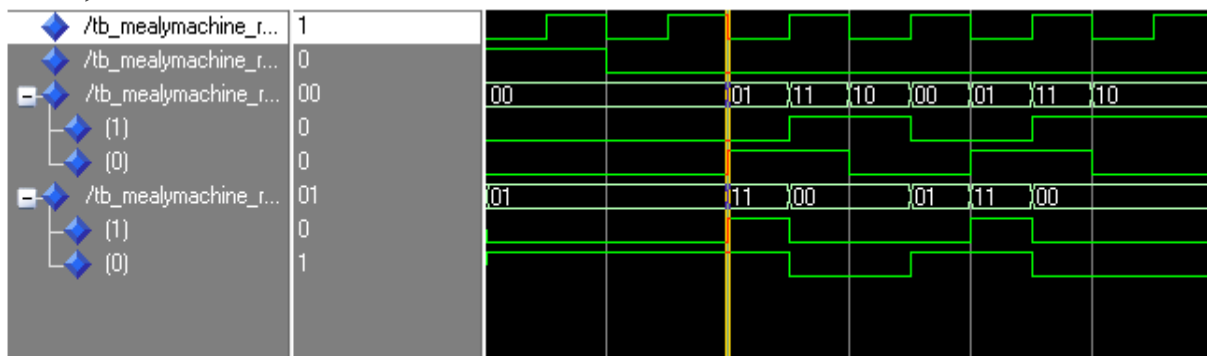 /tb_mealymachine_r... 1
/tb_mealymachine_r... 0
/tb_mealymachine_r... 00 00 01 11 10 00 01 11 10
(1) 0
(0) 0
/tb_mealymachine_r... 01 01 11 00 01 11 00
(1) 0
(0) 1